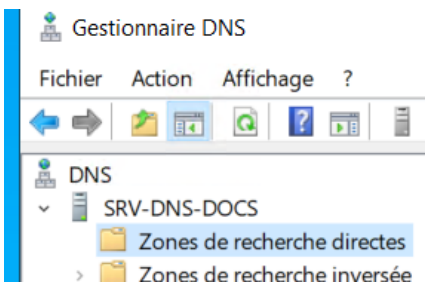 Gestionnaire DNS
Fichier Action Affichage ?
DNS
SRV-DNS-DOCS
Zones de recherche directes
Zones de recherche inversée